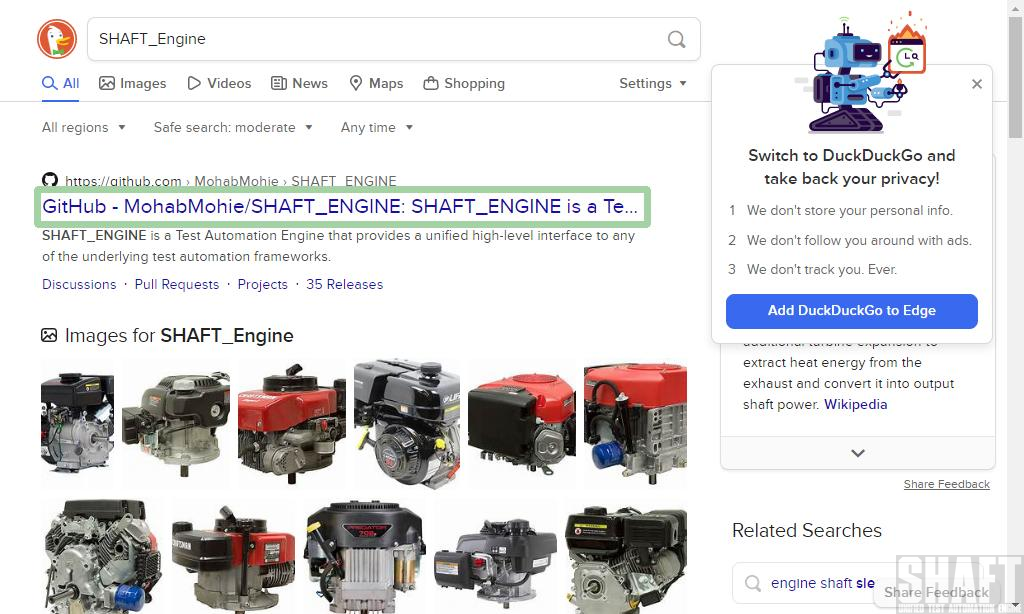 SHAFT_Engine
All Images Videos News Maps Shopping Settings
All regions Safe search: moderate Any time
https://github.com › MohabMohie › SHAFT_ENGINE
GitHub - MohabMohie/SHAFT_ENGINE: SHAFT_ENGINE is a Te...
SHAFT_ENGINE is a Test Automation Engine that provides a unified high-level interface to any
of the underlying test automation frameworks.
Discussions · Pull Requests · Projects · 35 Releases
Images for SHAFT_Engine
PREDATOR
CRAFTSMAN
Switch to DuckDuckGo and
take back your privacy!
1 We don't store your personal info.
2 We don't follow you around with ads.
3 We don't track you. Ever.
Add DuckDuckGo to Edge
additional turbine expansion to
extract heat energy from the
exhaust and convert it into output
shaft power. Wikipedia
Share Feedback
Related Searches
engine shaft sle
Share Feedback
SHAFT